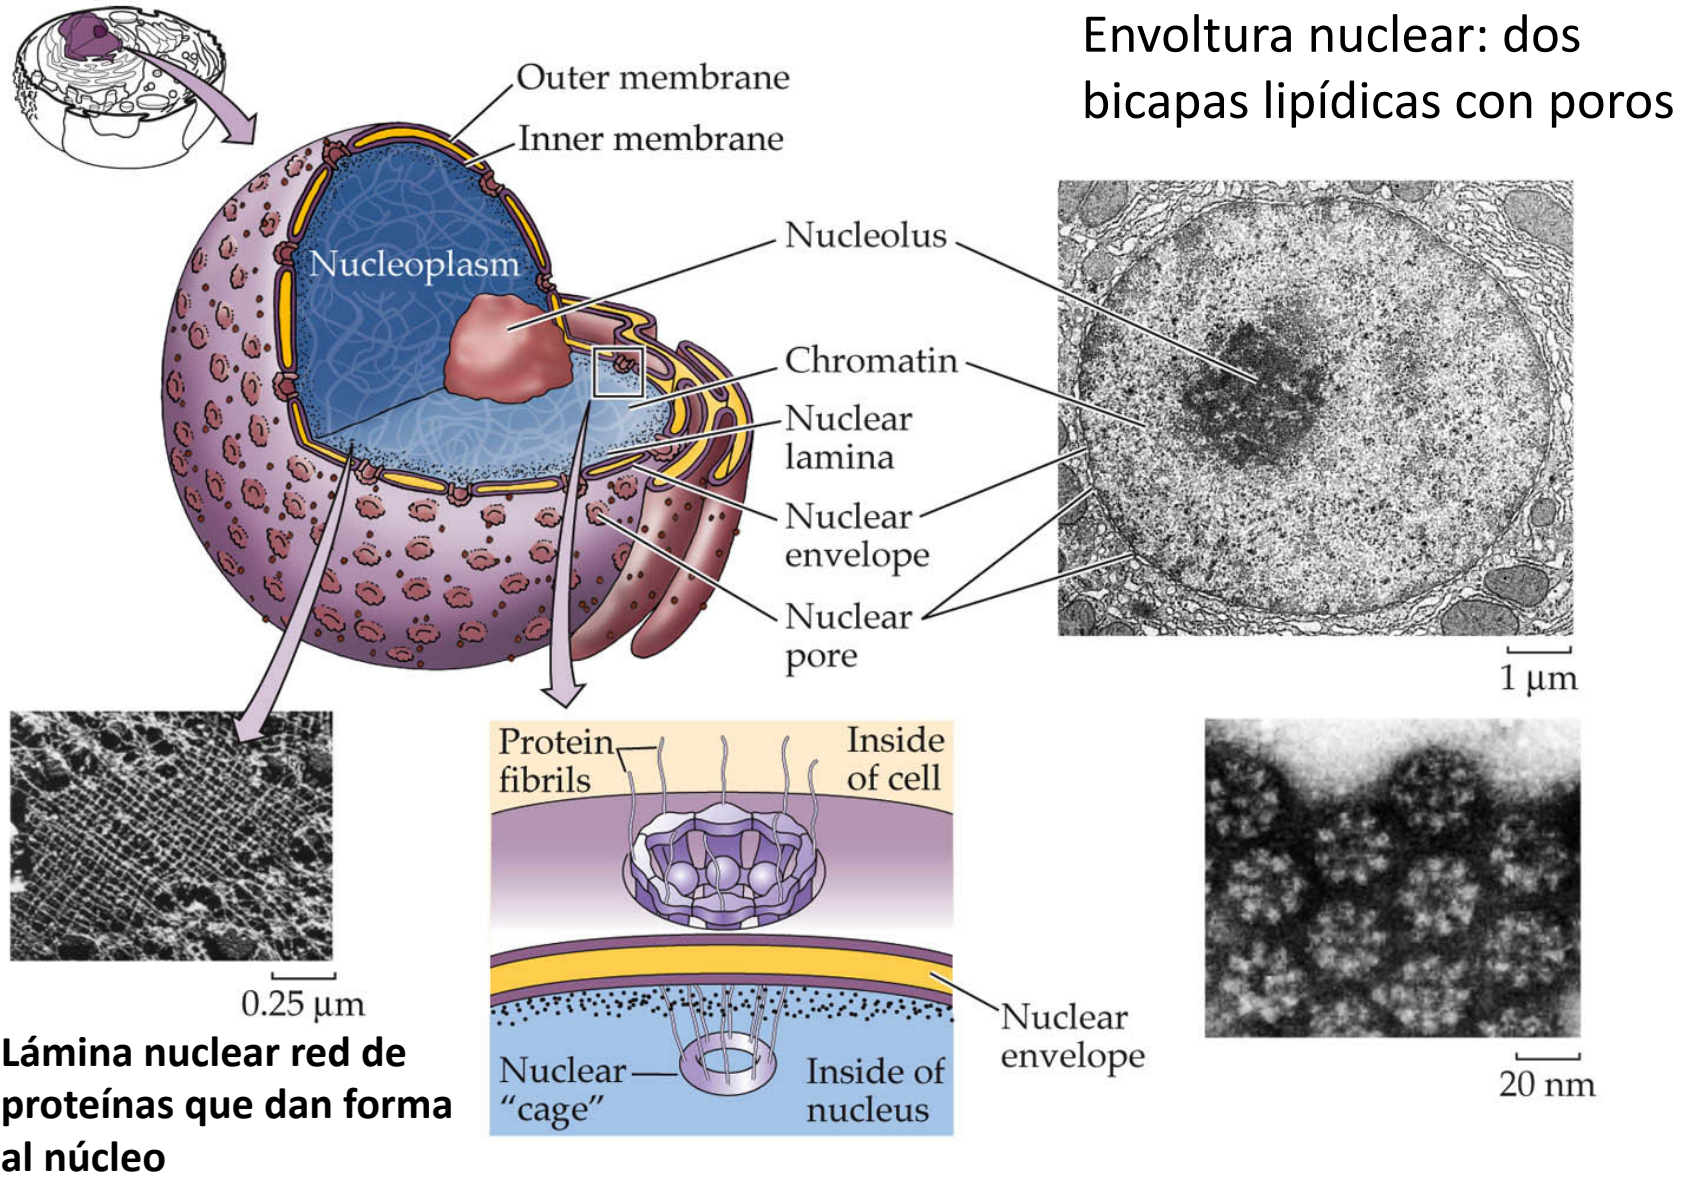 Envoltura nuclear: dos
bicapas lipídicas con poros
Outer membrane
Inner membrane
Nucleoplasm
Nucleolus
Chromatin
Nuclear
lamina
Nuclear
envelope
Nuclear
pore
1 µm
0.25 µm
Lámina nuclear red de
proteínas que dan forma
al núcleo
Protein
fibrils
Inside
of cell
Nuclear
envelope
Nuclear
“cage”
Inside of
nucleus
20 nm